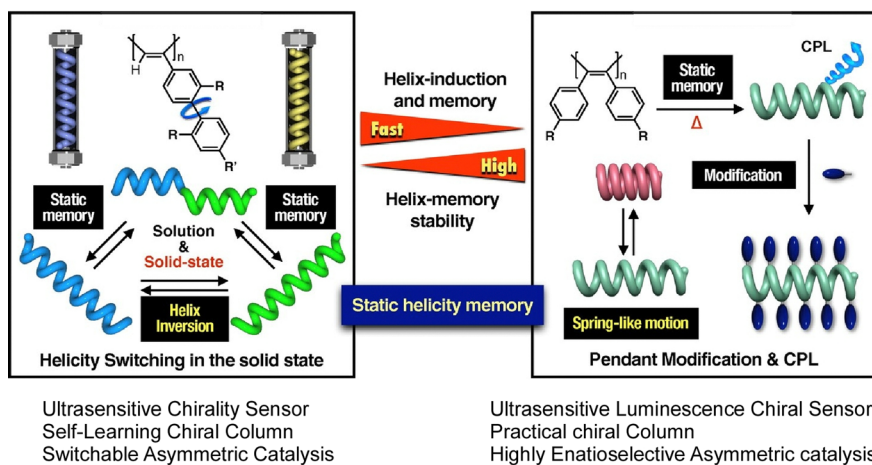 H
n
R
R
R'
Static
memory
Static
memory
Solution
&
Solid-state
Helix
Inversion
Helicity Switching in the solid state
Helix-induction
and memory
Fast
High
Helix-memory
stability
Static helicity memory
n
R
R
Static
memory
Δ
CPL
Modification
Spring-like motion
Pendant Modification & CPL
Ultrasensitive Chirality Sensor
Self-Learning Chiral Column
Switchable Asymmetric Catalysis
Ultrasensitive Luminescence Chiral Sensor
Practical chiral Column
Highly Enatioselective Asymmetric catalysis